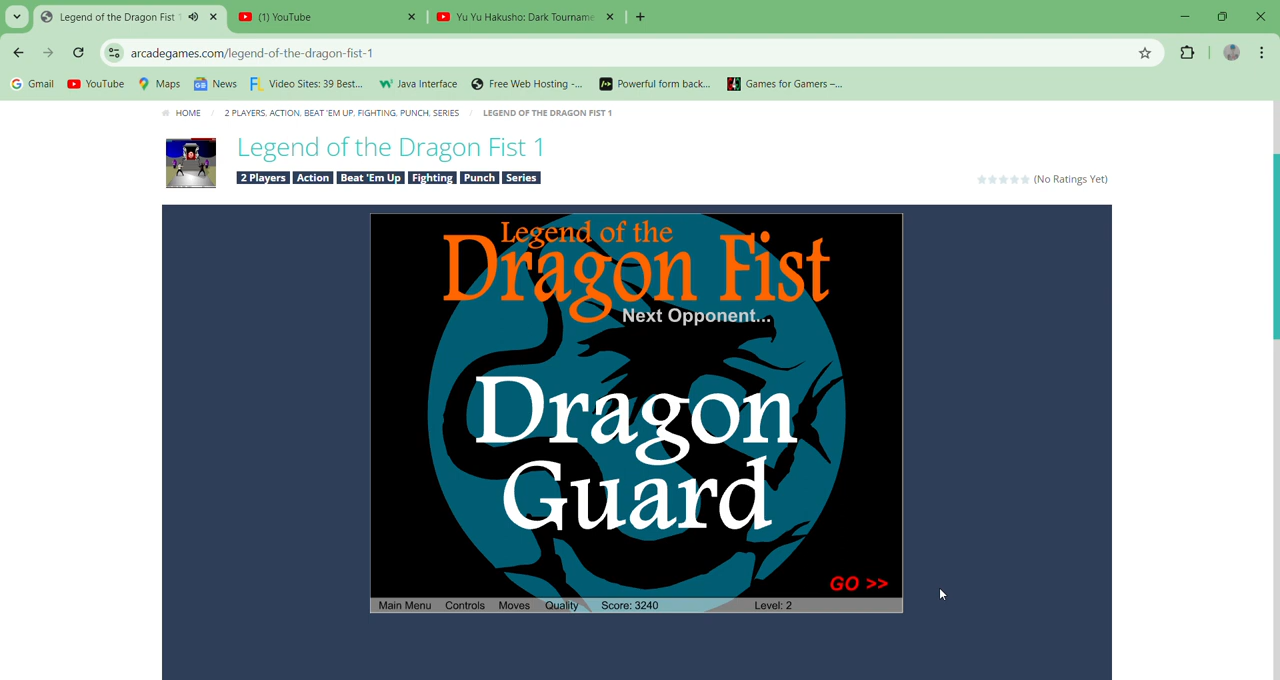 Legend of the Dragon Fist 1
(1) YouTube
Yu Yu Hakusho: Dark Tourname
arcadegames.com/legend-of-the-dragon-fist-1
Gmail
YouTube
Maps
News
Video Sites: 39 Best...
Java Interface
Free Web Hosting -...
Powerful form back...
Games for Gamers –...
HOME / 2 PLAYERS, ACTION, BEAT 'EM UP, FIGHTING, PUNCH, SERIES / LEGEND OF THE DRAGON FIST 1
Legend of the Dragon Fist 1
2 Players Action Beat 'Em Up Fighting Punch Series
(No Ratings Yet)
Legend of the
Dragon Fist
Next Opponent...
Dragon
Guard
GO >>
Main Menu Controls Moves Quality Score: 3240 Level: 2